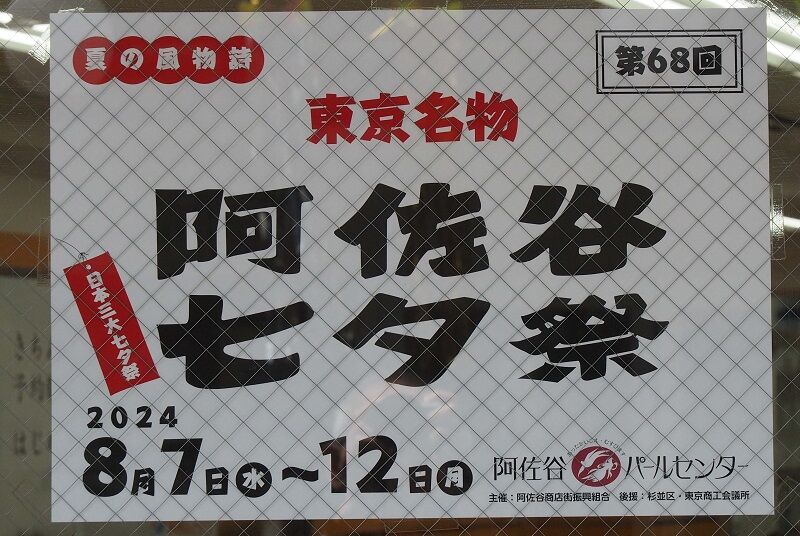 夏の風物詩
第68回
東京名物
阿佐谷
七夕祭
日本三大七夕祭
2024
8月7日水～12日月
阿佐谷 パールセンター
主催：阿佐谷商店街振興組合 後援：杉並区・東京商工会議所